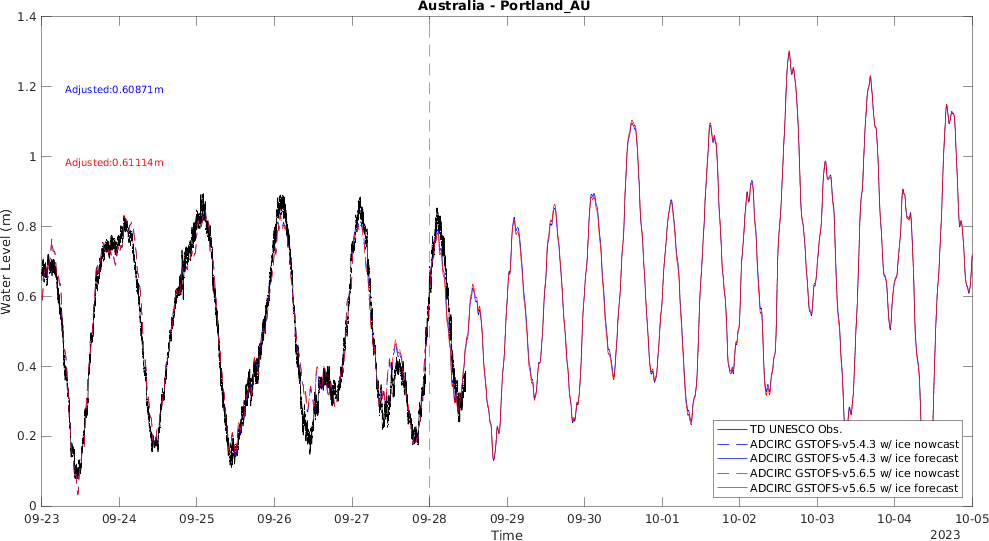 Australia - Portland_AU
1.4
1.2
1
0.8
0.6
0.4
0.2
0
Water Level (m)
Adjusted:0.60871m
Adjusted:0.61114m
TD UNESCO Obs.
ADCIRC GSTOFS-v5.4.3 w/ ice nowcast
ADCIRC GSTOFS-v5.4.3 w/ ice forecast
ADCIRC GSTOFS-v5.6.5 w/ ice nowcast
ADCIRC GSTOFS-v5.6.5 w/ ice forecast
09-23 09-24 09-25 09-26 09-27 09-28 09-29 09-30 10-01 10-02 10-03 10-04 10-05
Time
2023